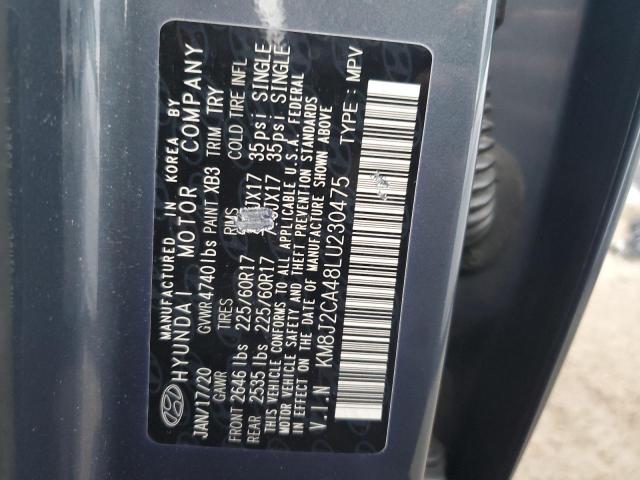 MANUFACTURED IN KOREA BY
HYUNDAI MOTOR COMPANY
JAN/17/20 GVWR 4740lbs PAINT XB3 TRIM TRY
GAWR TIRES RIMS COLD TIRE INFL
FRONT 2646 lbs 225/60R17 35psi SINGLE
REAR 2535 lbs 225/60R17 35psi SINGLE
THIS VEHICLE CONFORMS TO ALL APPLICABLE U.S.A. FEDERAL
MOTOR VEHICLE SAFETY AND THEFT PREVENTION STANDARDS
IN EFFECT ON THE DATE OF MANUFACTURE SHOWN ABOVE
V.I.N KM8J2CA48LU230475 TYPE: MPV